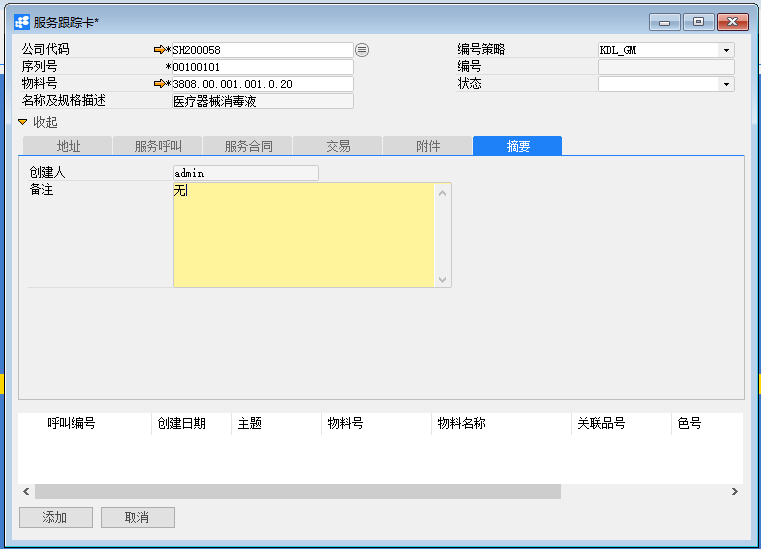 服务跟踪卡*
公司代码 *SH200058 编号策略 KDL_GM
序列号 *00100101 编号
物料号 *3808.00.001.001.0.20 状态
名称及规格描述 医疗器械消毒液
收起
地址 服务呼叫 服务合同 交易 附件 摘要
创建人 admin
备注 无
呼叫编号 创建日期 主题 物料号 物料名称 关联品号 色号
添加 取消